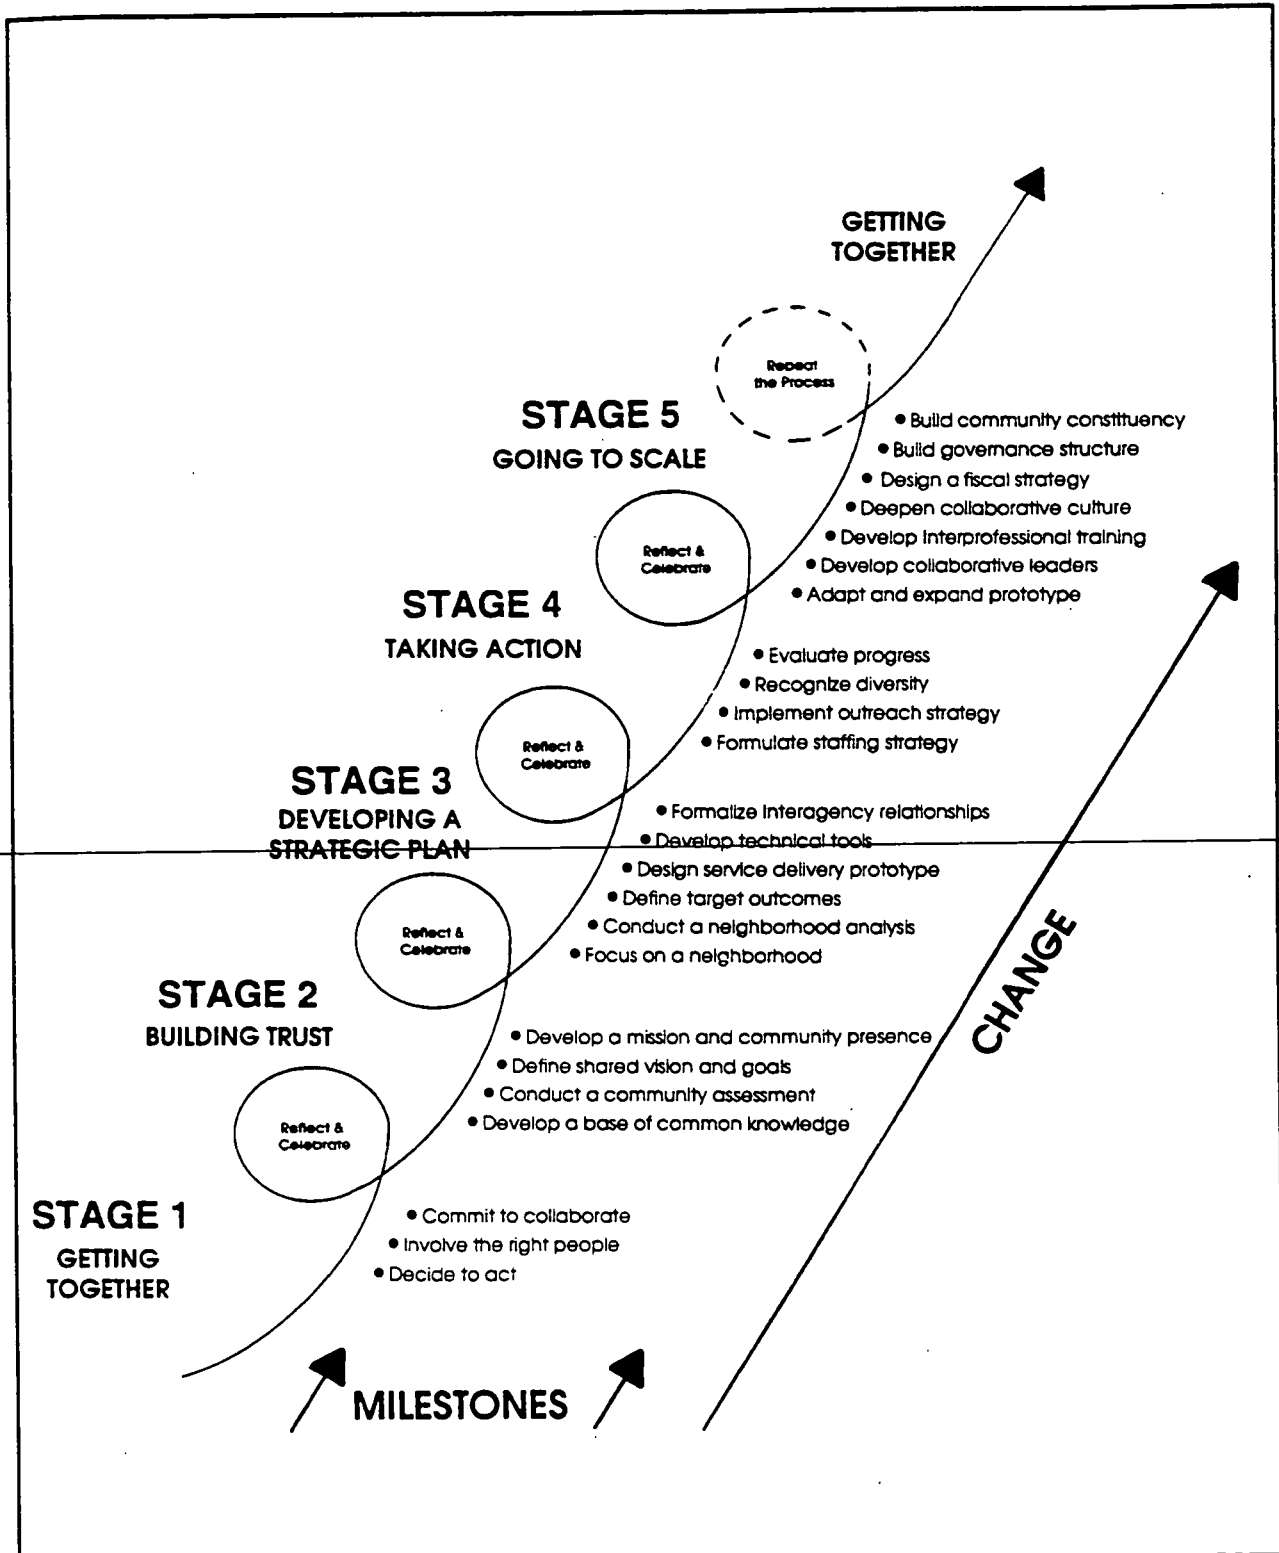 GETTING
TOGETHER
Repeat
the Process
STAGE 5
GOING TO SCALE
• Build community constituency
• Build governance structure
• Design a fiscal strategy
• Deepen collaborative culture
• Develop Interprofessional training
• Develop collaborative leaders
• Adapt and expand prototype
Reflect &
Celebrate
STAGE 4
TAKING ACTION
• Evaluate progress
• Recognize diversity
• Implement outreach strategy
• Formulate staffing strategy
Reflect &
Celebrate
STAGE 3
DEVELOPING A
STRATEGIC PLAN
• Formalize Interagency relationships
• Develop technical tools
• Design service delivery prototype
• Define target outcomes
• Conduct a neighborhood analysis
• Focus on a neighborhood
Reflect &
Celebrate
STAGE 2
BUILDING TRUST
• Develop a mission and community presence
• Define shared vision and goals
• Conduct a community assessment
• Develop a base of common knowledge
Reflect &
Celebrate
STAGE 1
GETTING
TOGETHER
• Commit to collaborate
• Involve the right people
• Decide to act
MILESTONES
CHANGE